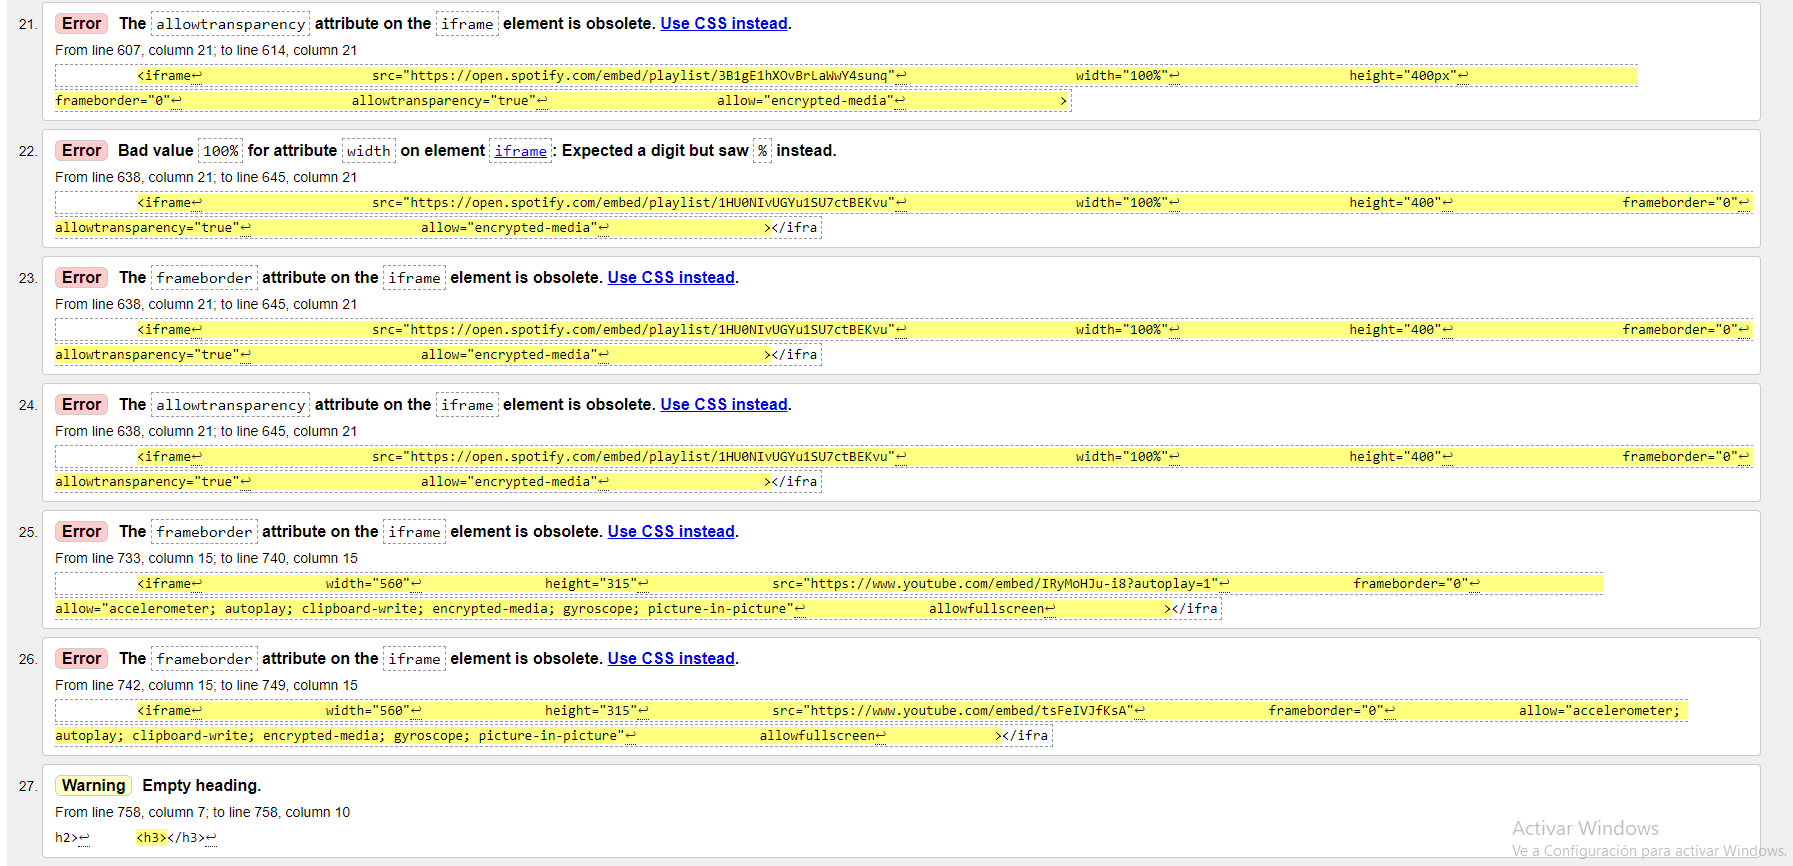 21. Error The allowtransparency attribute on the iframe element is obsolete. Use CSS instead.
From line 607, column 21; to line 614, column 21
<iframe↩ src="https://open.spotify.com/embed/playlist/3B1gE1hXOvBrLaWwY4sunq"↩ width="100%"↩ height="400px"↩
frameborder="0"↩ allowtransparency="true"↩ allow="encrypted-media"↩ >
22. Error Bad value 100% for attribute width on element iframe: Expected a digit but saw % instead.
From line 638, column 21; to line 645, column 21
<iframe↩ src="https://open.spotify.com/embed/playlist/1HU0NIvUGYu1SU7ctBEKvu"↩ width="100%"↩ height="400"↩ frameborder="0"↩
allowtransparency="true"↩ allow="encrypted-media"↩ ></ifra
23. Error The frameborder attribute on the iframe element is obsolete. Use CSS instead.
From line 638, column 21; to line 645, column 21
<iframe↩ src="https://open.spotify.com/embed/playlist/1HU0NIvUGYu1SU7ctBEKvu"↩ width="100%"↩ height="400"↩ frameborder="0"↩
allowtransparency="true"↩ allow="encrypted-media"↩ ></ifra
24. Error The allowtransparency attribute on the iframe element is obsolete. Use CSS instead.
From line 638, column 21; to line 645, column 21
<iframe↩ src="https://open.spotify.com/embed/playlist/1HU0NIvUGYu1SU7ctBEKvu"↩ width="100%"↩ height="400"↩ frameborder="0"↩
allowtransparency="true"↩ allow="encrypted-media"↩ ></ifra
25. Error The frameborder attribute on the iframe element is obsolete. Use CSS instead.
From line 733, column 15; to line 740, column 15
<iframe↩ width="560"↩ height="315"↩ src="https://www.youtube.com/embed/IRyMoHJu-i8?autoplay=1"↩ frameborder="0"↩
allow="accelerometer; autoplay; clipboard-write; encrypted-media; gyroscope; picture-in-picture"↩ allowfullscreen↩ ></ifra
26. Error The frameborder attribute on the iframe element is obsolete. Use CSS instead.
From line 742, column 15; to line 749, column 15
<iframe↩ width="560"↩ height="315"↩ src="https://www.youtube.com/embed/tsFeIVJfKsA"↩ frameborder="0"↩ allow="accelerometer;
autoplay; clipboard-write; encrypted-media; gyroscope; picture-in-picture"↩ allowfullscreen↩ ></ifra
27. Warning Empty heading.
From line 758, column 7; to line 758, column 10
h2>↩ <h3></h3>↩
Activar Windows
Ve a Configuración para activar Windows.